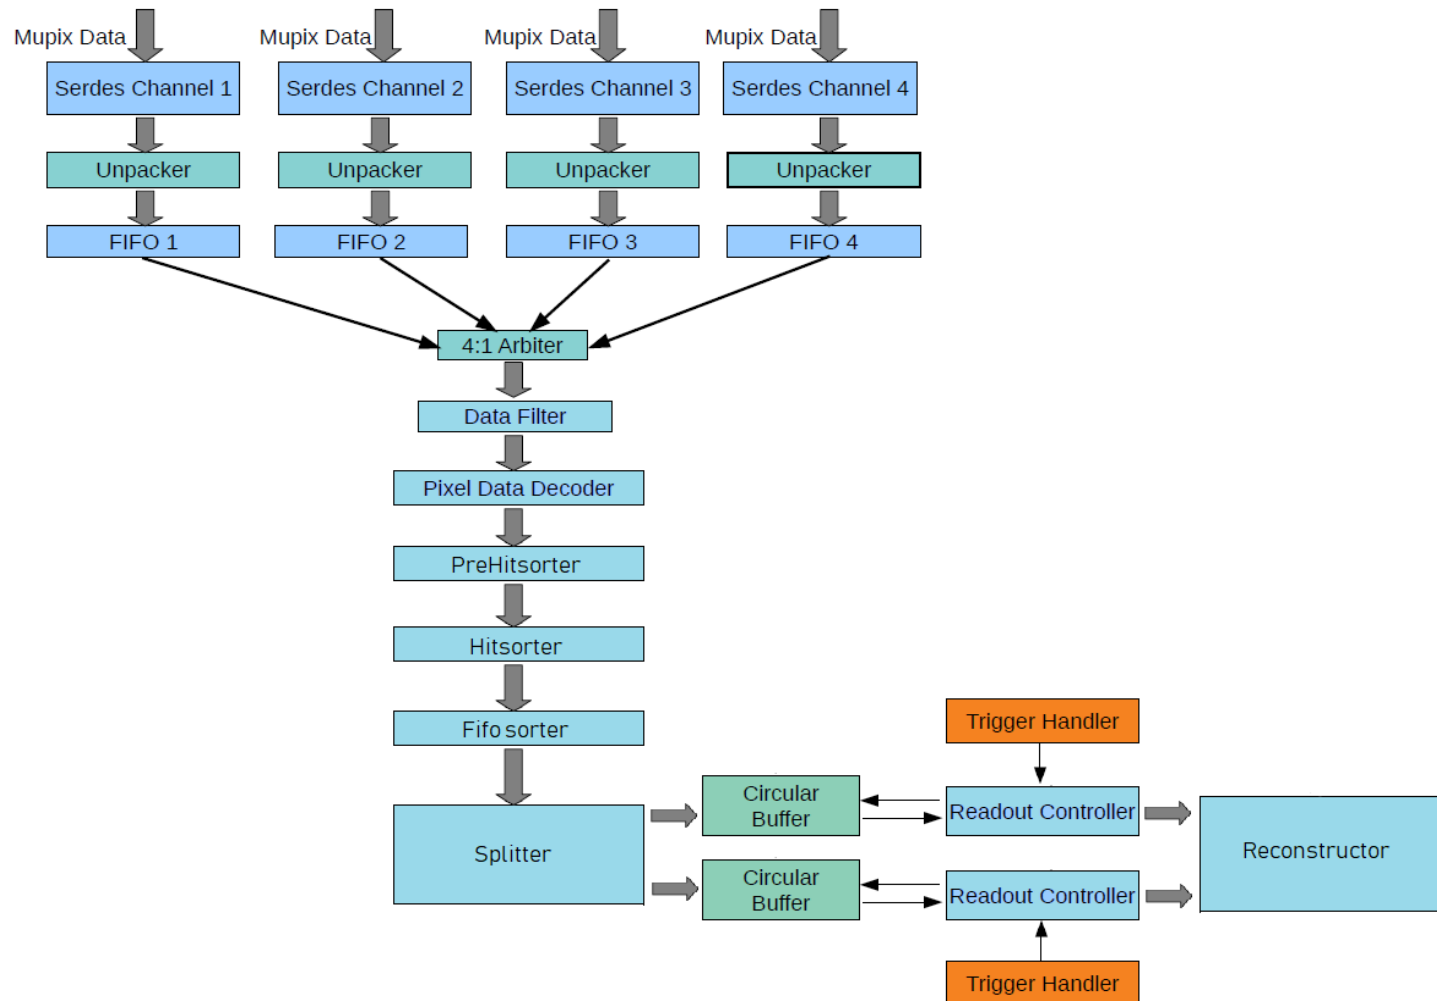 Mupix Data Mupix Data Mupix Data Mupix Data
Serdes Channel 1 Serdes Channel 2 Serdes Channel 3 Serdes Channel 4
Unpacker Unpacker Unpacker Unpacker
FIFO 1 FIFO 2 FIFO 3 FIFO 4
4:1 Arbiter
Data Filter
Pixel Data Decoder
PreHitsorter
Hitsorter
Fifo sorter
Trigger Handler
Splitter
Circular
Buffer
Readout Controller
Circular
Buffer
Readout Controller
Reconstructor
Trigger Handler